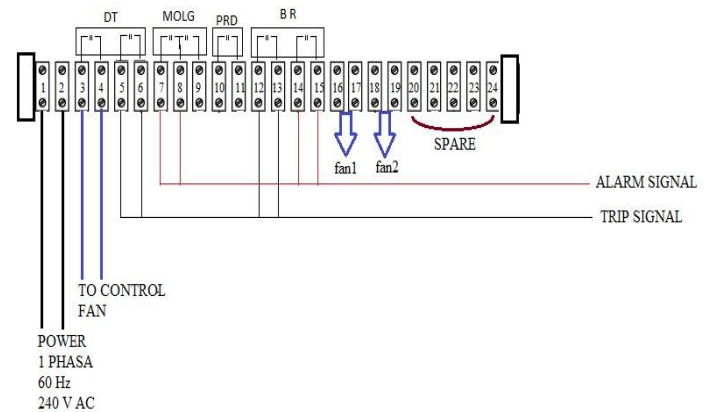 DT MOLG PRD B R
1 2 3 4 5 6 7 8 9 10 11 12 13 14 15 16 17 18 19 20 21 22 23 24
fan1 fan2 SPARE
ALARM SIGNAL
TRIP SIGNAL
TO CONTROL
FAN
POWER
1 PHASA
60 Hz
240 V AC